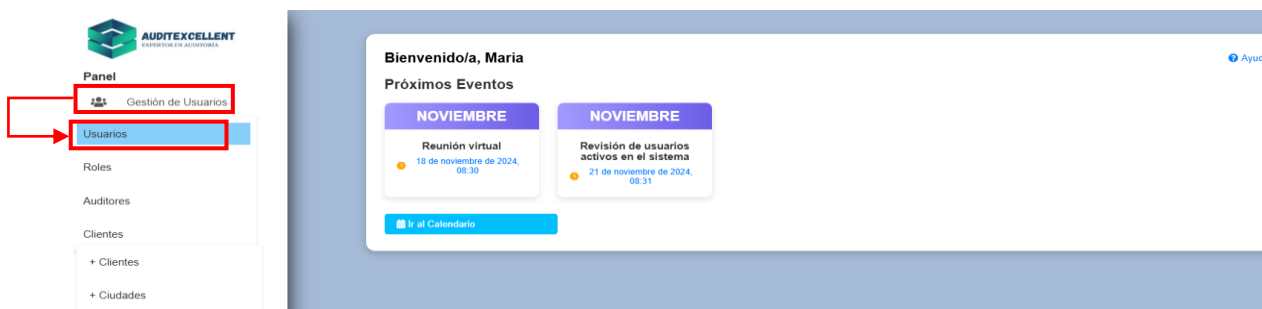 AUDITEXCELLENT
EXPERTOS EN AUDITORÍA
Panel
Gestión de Usuarios
Usuarios
Roles
Auditores
Clientes
+ Clientes
+ Ciudades
Bienvenido/a, Maria
Próximos Eventos
NOVIEMBRE
Reunión virtual
18 de noviembre de 2024,
08:30
NOVIEMBRE
Revisión de usuarios
activos en el sistema
21 de noviembre de 2024,
08:31
Ir al Calendario